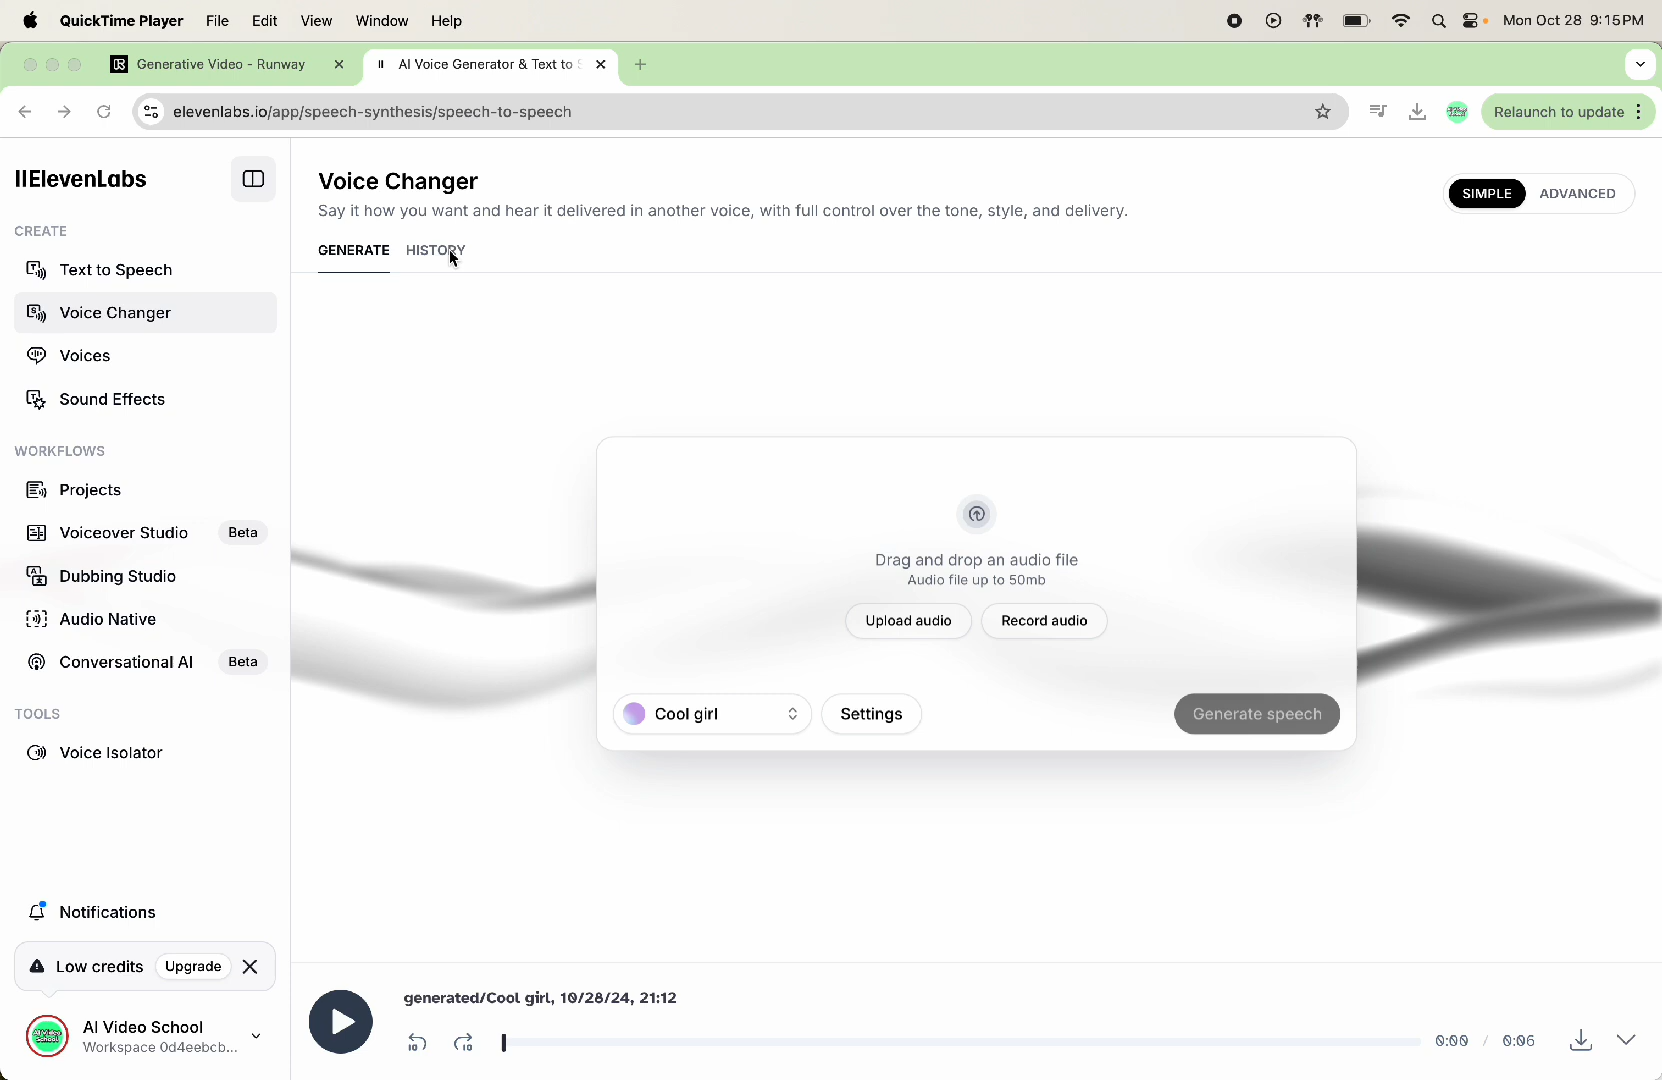 QuickTime Player File Edit View Window Help Mon Oct 28 9:15 PM
Generative Video - Runway AI Voice Generator & Text to
elevenlabs.io/app/speech-synthesis/speech-to-speech Relaunch to update
IIElevenLabs
CREATE
Text to Speech
Voice Changer
Voices
Sound Effects
WORKFLOWS
Projects
Voiceover Studio Beta
Dubbing Studio
Audio Native
Conversational AI Beta
TOOLS
Voice Isolator
Notifications
Low credits Upgrade
AI Video School
Workspace 0d4eebcb...
Voice Changer
Say it how you want and hear it delivered in another voice, with full control over the tone, style, and delivery.
SIMPLE ADVANCED
GENERATE HISTORY
Drag and drop an audio file
Audio file up to 50mb
Upload audio Record audio
Cool girl Settings Generate speech
generated/Cool girl, 10/28/24, 21:12
10 10 0:00 / 0:06